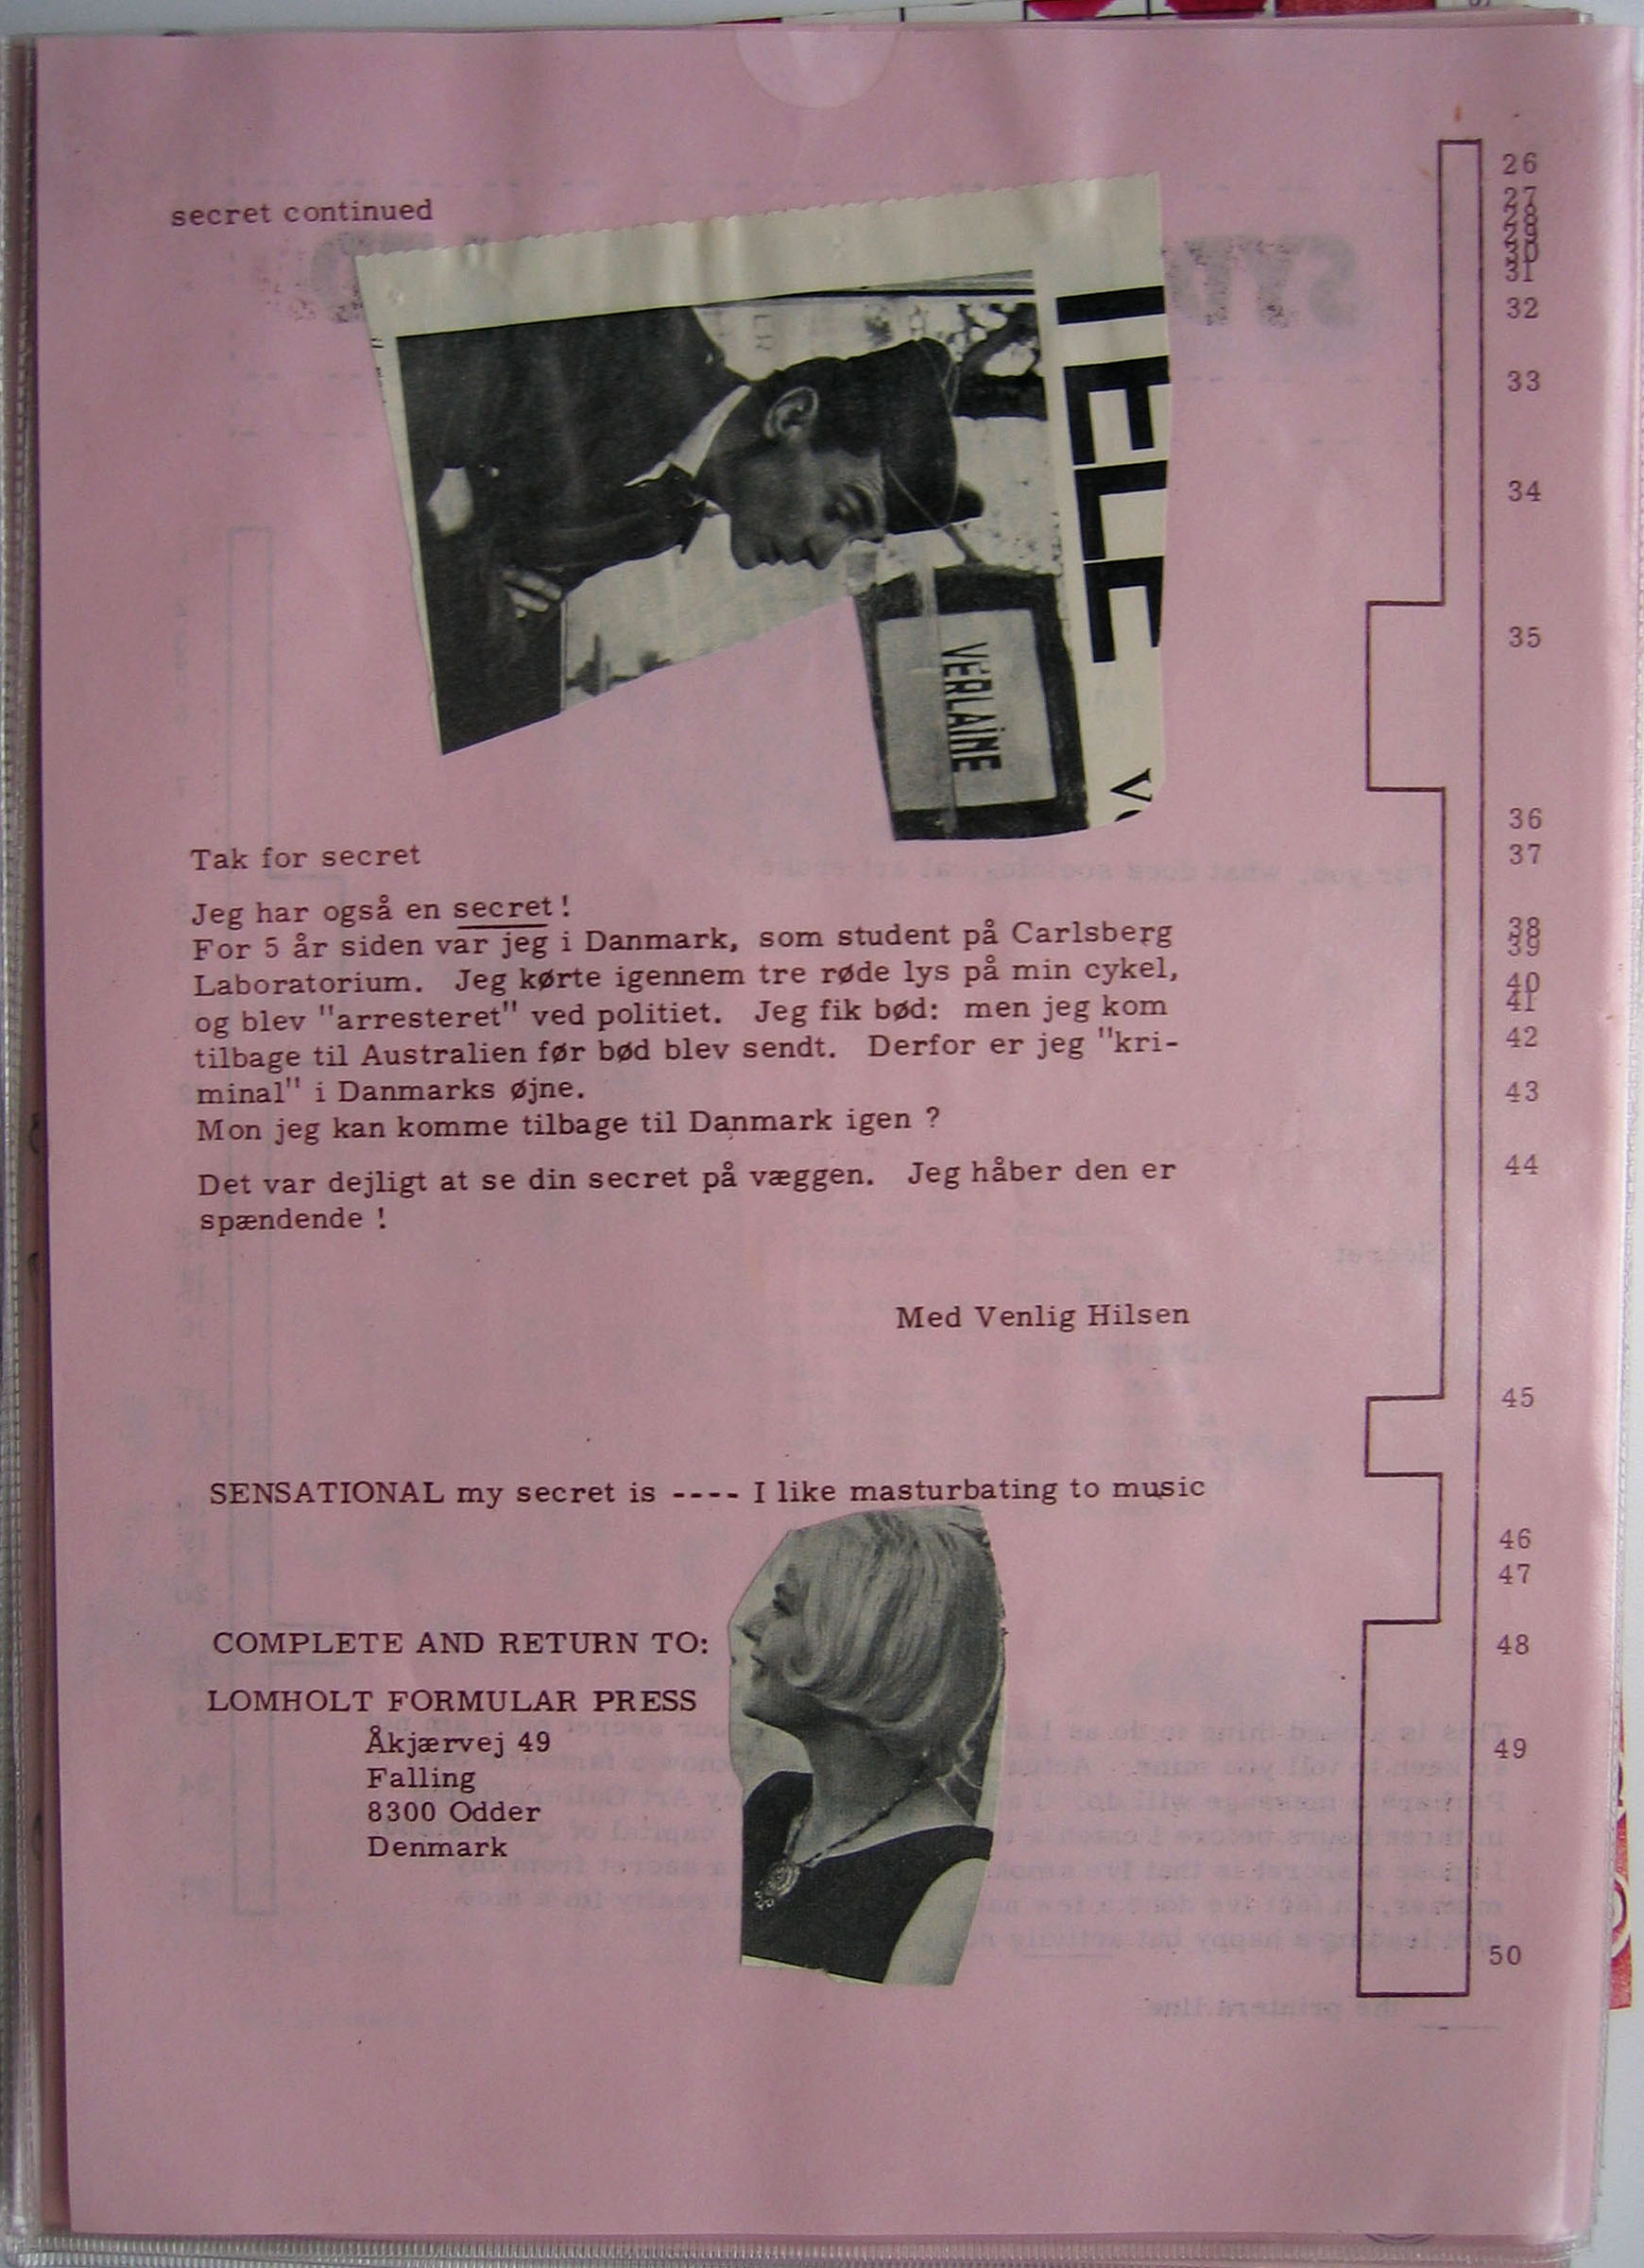 secret continued
TELE
VERLAINE
Tak for secret
Jeg har også en secret !
For 5 år siden var jeg i Danmark, som student på Carlsberg
Laboratorium. Jeg kørte igennem tre røde lys på min cykel,
og blev "arresteret" ved politiet. Jeg fik bød: men jeg kom
tilbage til Australien før bød blev sendt. Derfor er jeg "kri-
minal" i Danmarks øjne.
Mon jeg kan komme tilbage til Danmark igen ?
Det var dejligt at se din secret på væggen. Jeg håber den er
spændende !
Med Venlig Hilsen
SENSATIONAL my secret is ---- I like masturbating to music
COMPLETE AND RETURN TO:
LOMHOLT FORMULAR PRESS
Åkjærvej 49
Falling
8300 Odder
Denmark
26
27
28
29
30
31
32
33
34
35
36
37
38
39
40
41
42
43
44
45
46
47
48
49
50